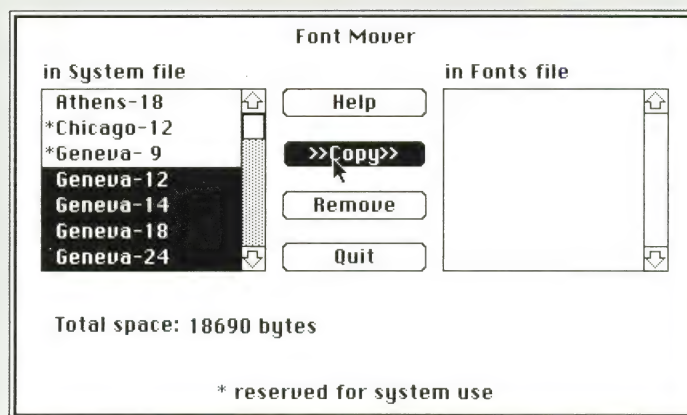 Font Mover
in System file
in Fonts file
Athens-18
*Chicago-12
*Geneva- 9
Geneva-12
Geneva-14
Geneva-18
Geneva-24
Help
>>Copy>>
Remove
Quit
Total space: 18690 bytes
* reserved for system use